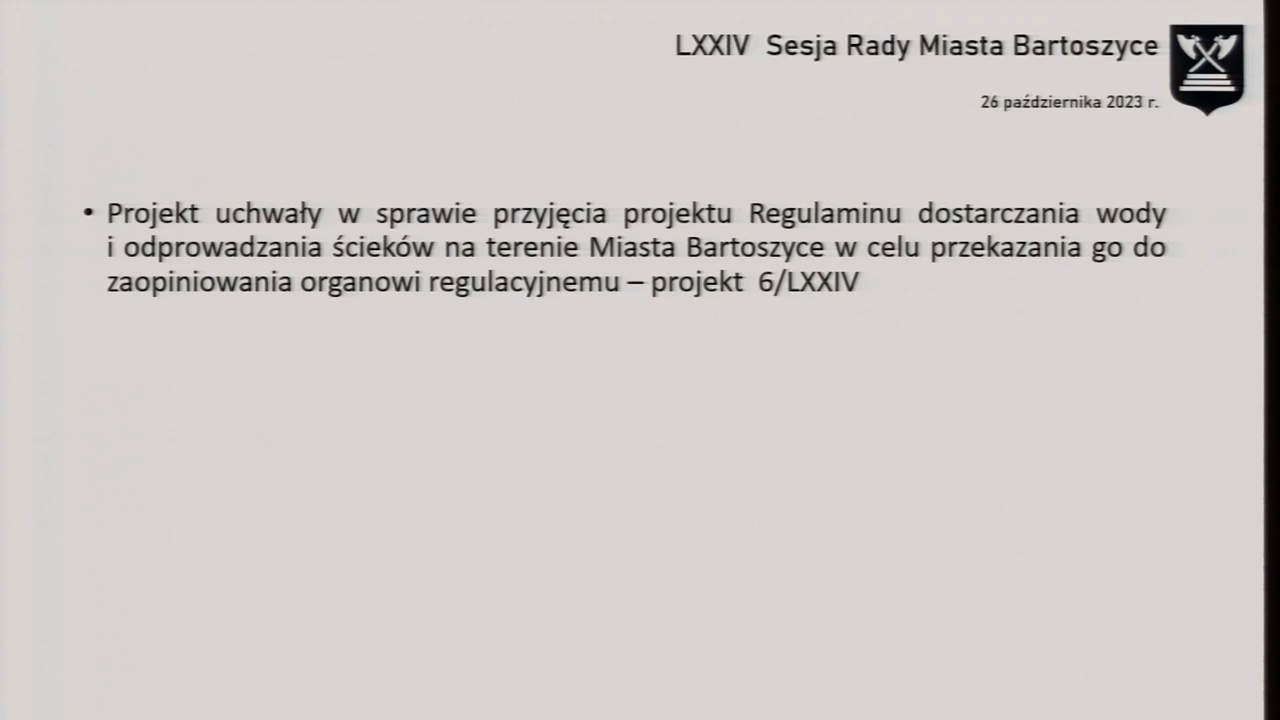 LXXIV Sesja Rady Miasta Bartoszyce
26 października 2023 r.
• Projekt uchwały w sprawie przyjęcia projektu Regulaminu dostarczania wody
i odprowadzania ścieków na terenie Miasta Bartoszyce w celu przekazania go do
zaopiniowania organowi regulacyjnemu – projekt 6/LXXIV